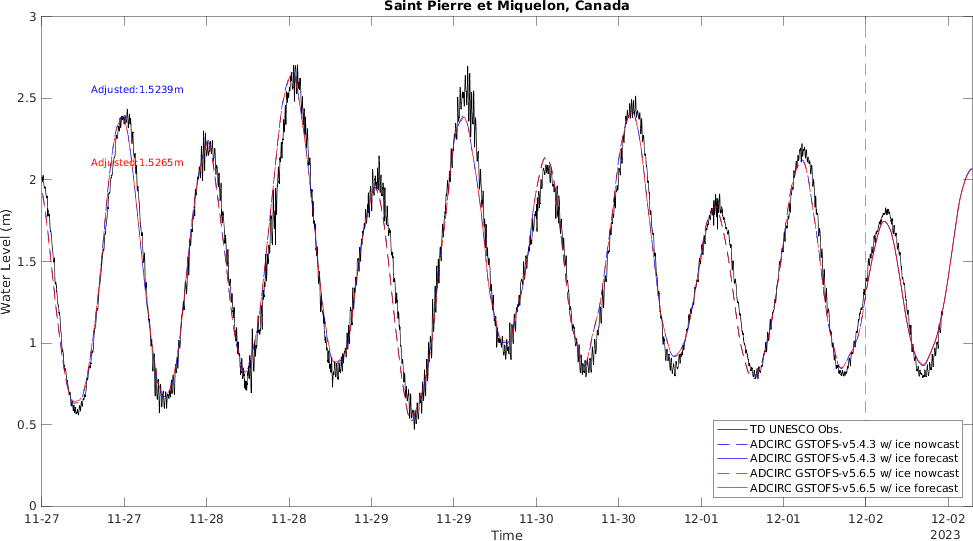 Saint Pierre et Miquelon, Canada
3
2.5
2
1.5
1
0.5
0
Water Level (m)
Adjusted:1.5239m
Adjusted:1.5265m
TD UNESCO Obs.
ADCIRC GSTOFS-v5.4.3 w/ ice nowcast
ADCIRC GSTOFS-v5.4.3 w/ ice forecast
ADCIRC GSTOFS-v5.6.5 w/ ice nowcast
ADCIRC GSTOFS-v5.6.5 w/ ice forecast
11-27 11-27 11-28 11-28 11-29 11-29 11-30 11-30 12-01 12-01 12-02 12-02
2023
Time